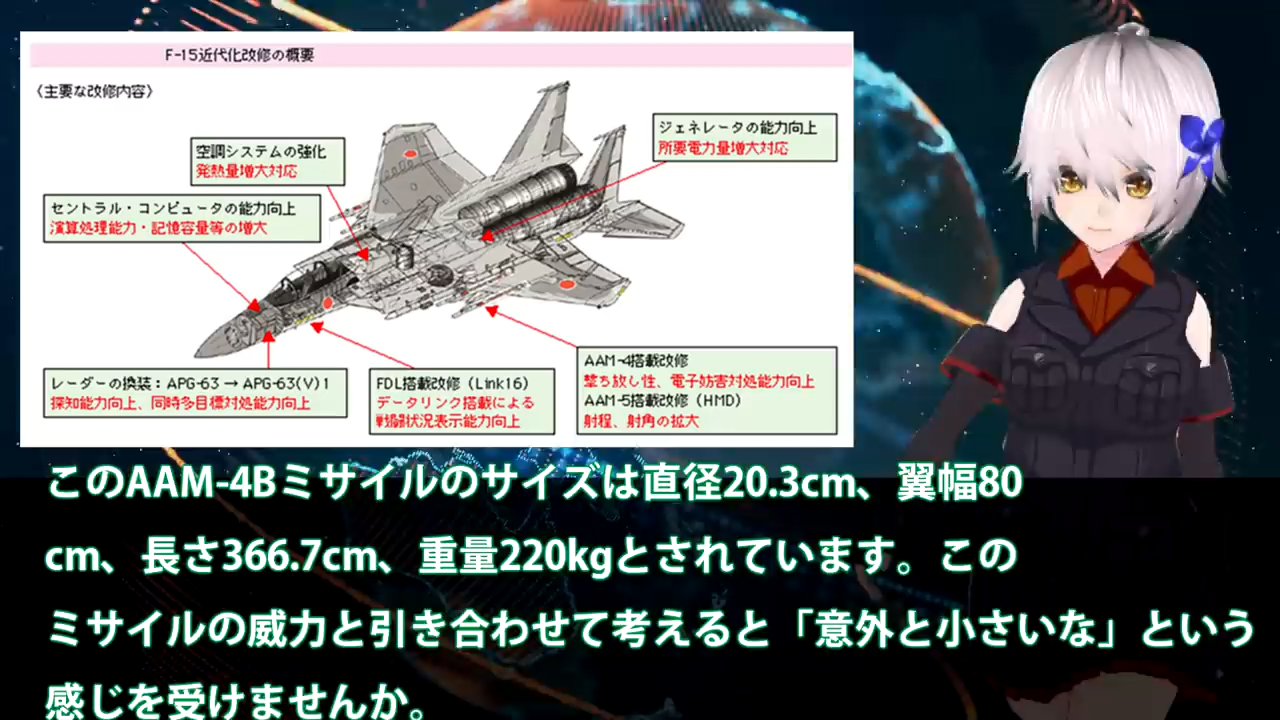 F-15近代化改修の概要
〈主要な改修内容〉
ジェネレータの能力向上
所要電力量増大対応
空調システムの強化
発熱量増大対応
セントラル・コンピュータの能力向上
演算処理能力・記憶容量等の増大
レーダーの換装：APG-63 → APG-63(V)1
探知能力向上、同時多目標対処能力向上
FDL搭載改修（Link16）
データリンク搭載による
戦闘状況表示能力向上
AAM-4搭載改修
撃ち放し性、電子妨害対処能力向上
AAM-5搭載改修（HMD）
射程、射角の拡大
このAAM-4Bミサイルのサイズは直径20.3cm、翼幅80
cm、長さ366.7cm、重量220kgとされています。この
ミサイルの威力と引き合わせて考えると「意外と小さいな」という
感じを受けませんか。